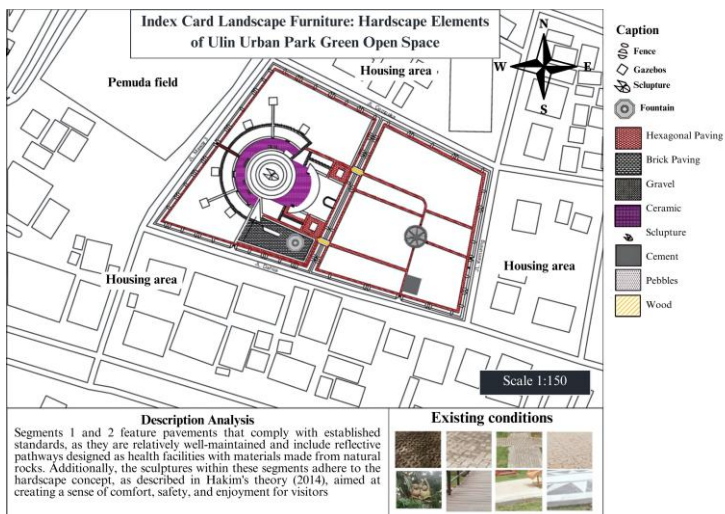 Index Card Landscape Furniture: Hardscape Elements
of Ulin Urban Park Green Open Space
N
W
E
S
Pemuda field
Housing area
Housing area
Housing area
Scale 1:150
Caption
Fence
Gazebos
Sclupture
Fountain
Hexagonal Paving
Brick Paving
Gravel
Ceramic
Sclupture
Cement
Pebbles
Wood
Description Analysis
Segments 1 and 2 feature pavements that comply with established
standards, as they are relatively well-maintained and include reflective
pathways designed as health facilities with materials made from natural
rocks. Additionally, the sculptures within these segments adhere to the
hardscape concept, as described in Hakim's theory (2014), aimed at
creating a sense of comfort, safety, and enjoyment for visitors
Existing conditions